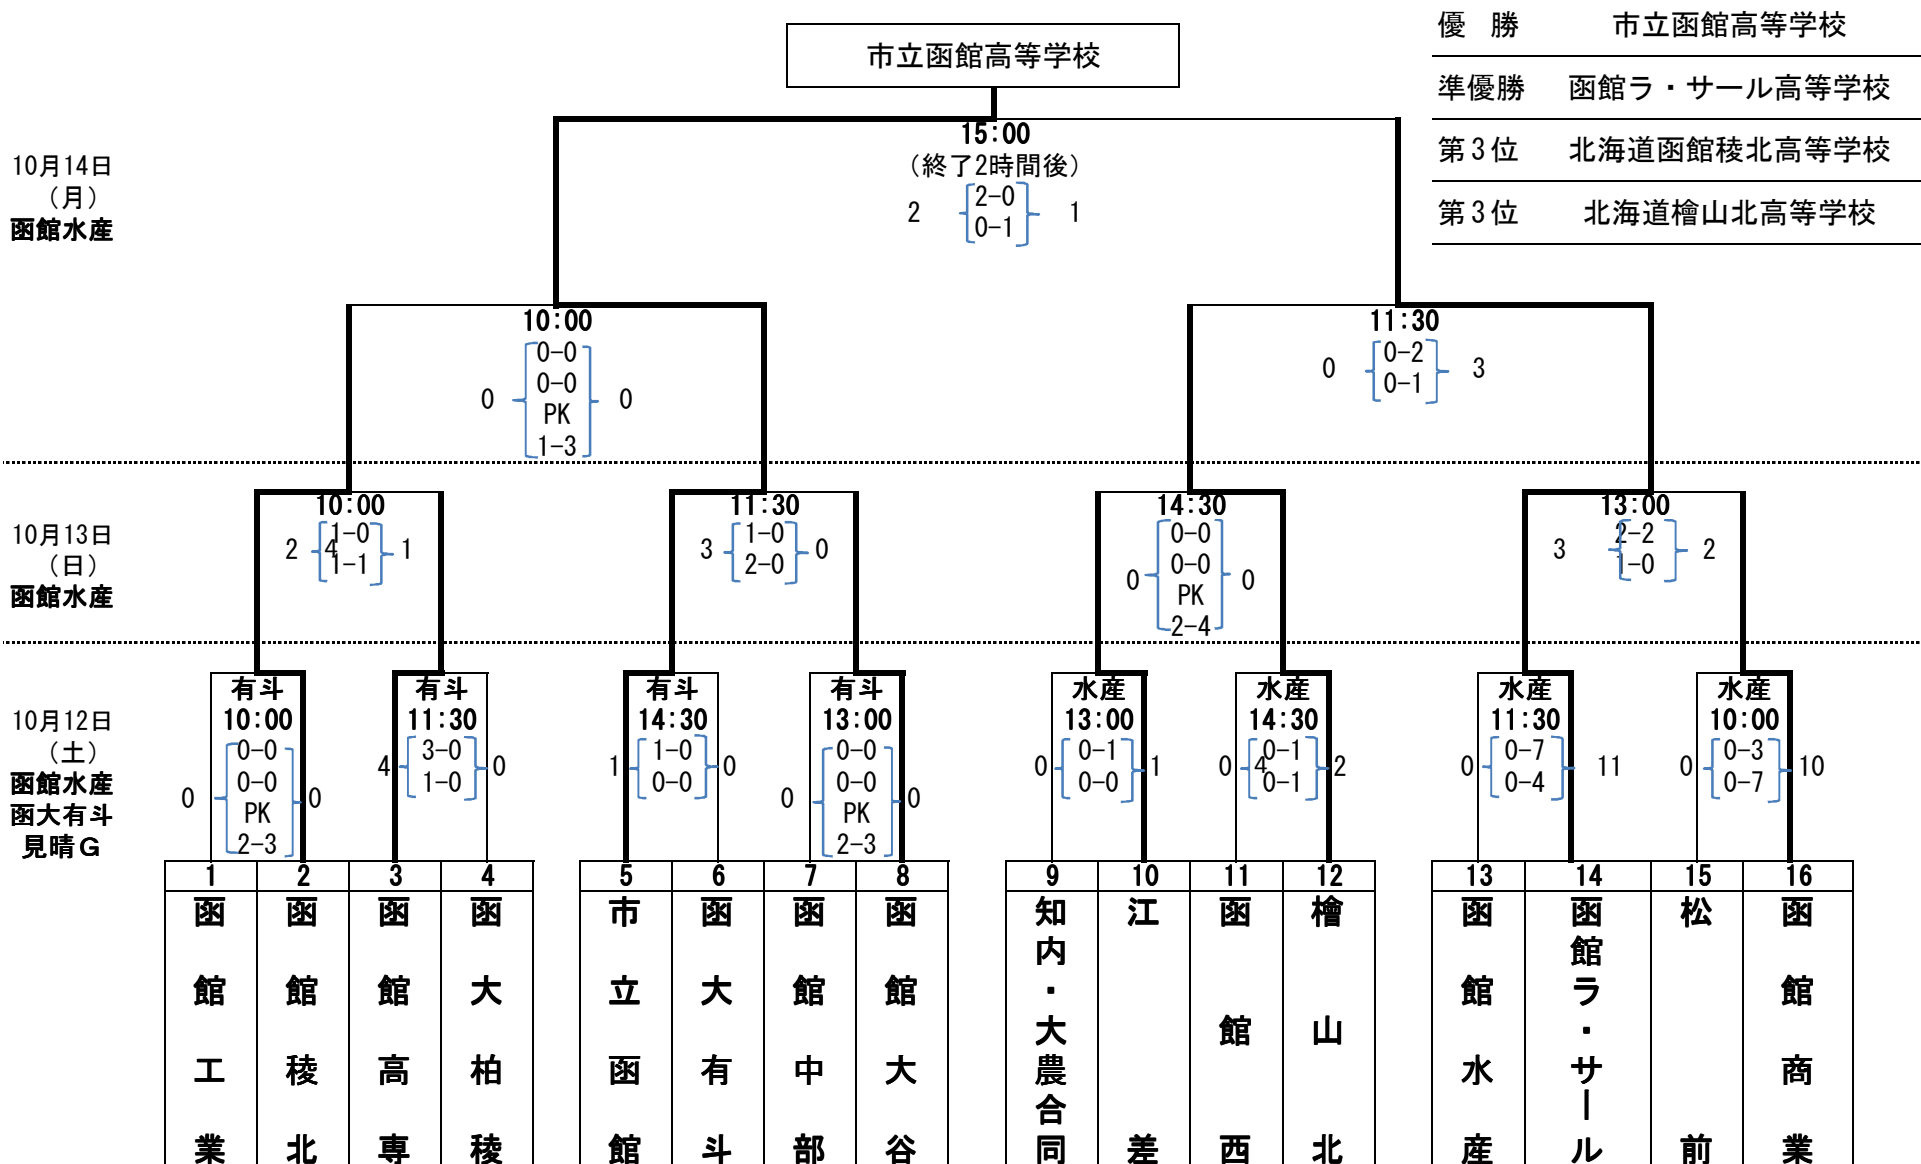 市立函館高等学校
優　勝　市立函館高等学校
準優勝　函館ラ・サール高等学校
第3位　北海道函館稜北高等学校
第3位　北海道檜山北高等学校
10月14日
（月）
函館水産
15:00
（終了2時間後）
2 2-0 1
0-1
10:00
0-0
0-0
0 PK 0
1-3
11:30
0 0-2 3
0-1
10月13日
（日）
函館水産
10:00
2 4 1-0 1
1-1
11:30
3 1-0 0
2-0
14:30
0-0
0 0-0 0
PK
2-4
13:00
3 2-2 2
1-0
10月12日
（土）
函館水産
函大有斗
見晴G
有斗
10:00
0-0
0 0-0 0
PK
2-3
有斗
11:30
4 3-0 0
1-0
有斗
14:30
1 1-0 0
0-0
有斗
13:00
0-0
0 0-0 0
PK
2-3
水産
13:00
0 0-1 1
0-0
水産
14:30
0 4 0-1 2
0-1
水産
11:30
0 0-7 11
0-4
水産
10:00
0 0-3 10
0-7
1 函館工業
2 函館稜北
3 函館高専
4 函大柏稜
5 市立函館
6 函大有斗
7 函館中部
8 函館大谷
9 知内・大農合同
10 江差
11 函館西
12 檜山北
13 函館水産
14 函館ラ・サール
15 松前
16 函館商業